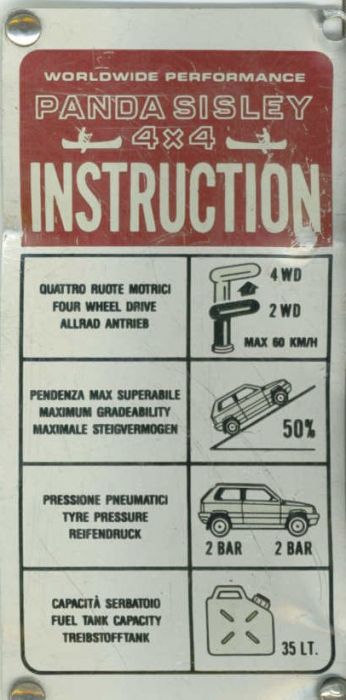 WORLDWIDE PERFORMANCE
PANDA SISLEY
4x4
INSTRUCTION
QUATTRO RUOTE MOTRICI
FOUR WHEEL DRIVE
ALLRAD ANTRIEB
4 WD
2 WD
MAX 60 KM/H
PENDENZA MAX SUPERABILE
MAXIMUM GRADEABILITY
MAXIMALE STEIGVERMOGEN
50%
PRESSIONE PNEUMATICI
TYRE PRESSURE
REIFENDRUCK
2 BAR 2 BAR
CAPACITÀ SERBATOIO
FUEL TANK CAPACITY
TREIBSTOFFTANK
35 LT.